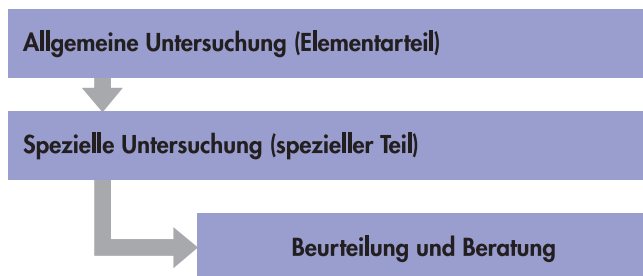 Allgemeine Untersuchung (Elementarteil)
Spezielle Untersuchung (spezieller Teil)
Beurteilung und Beratung